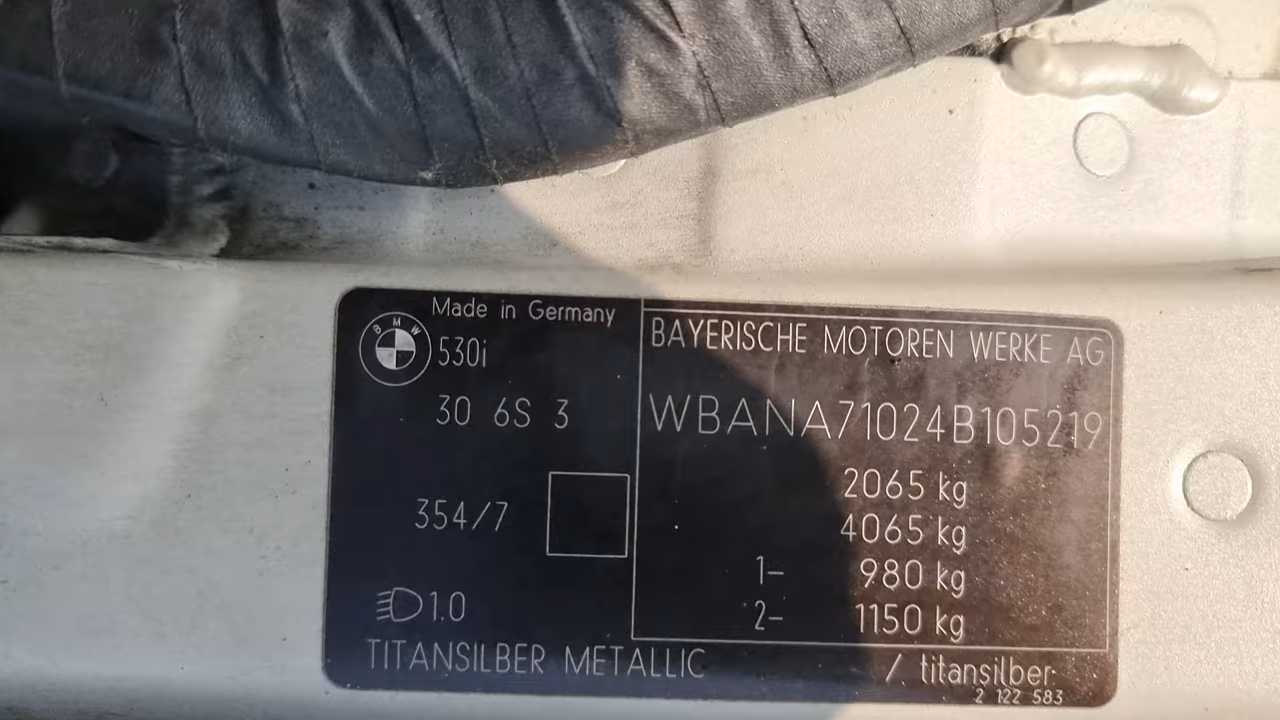 Made in Germany
BMW
530i
30 6S 3
354/7
1.0
BAYERISCHE MOTOREN WERKE AG
WBANA71024B105219
2065 kg
4065 kg
1- 980 kg
2- 1150 kg
TITANSILBER METALLIC / titansilber
2 122 583